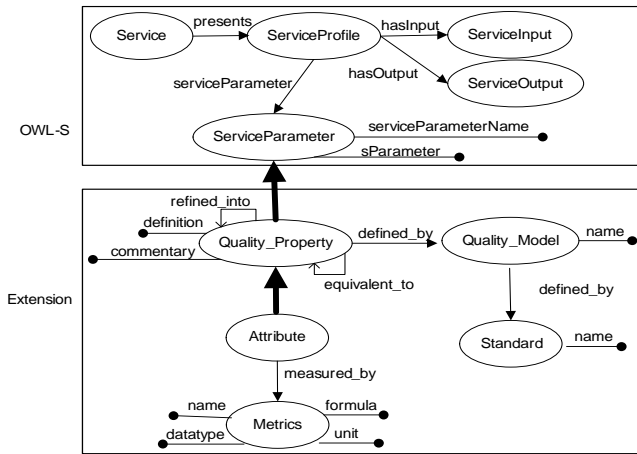 presents
hasInput
Service
ServiceProfile
ServiceInput
hasOutput
serviceParameter
ServiceOutput
OWL-S
ServiceParameter
serviceParameterName
sParameter
refined_into
definition
defined_by
name
commentary
Quality_Property
Quality_Model
equivalent_to
Extension
defined_by
Attribute
Standard
name
measured_by
name
formula
Metrics
datatype
unit